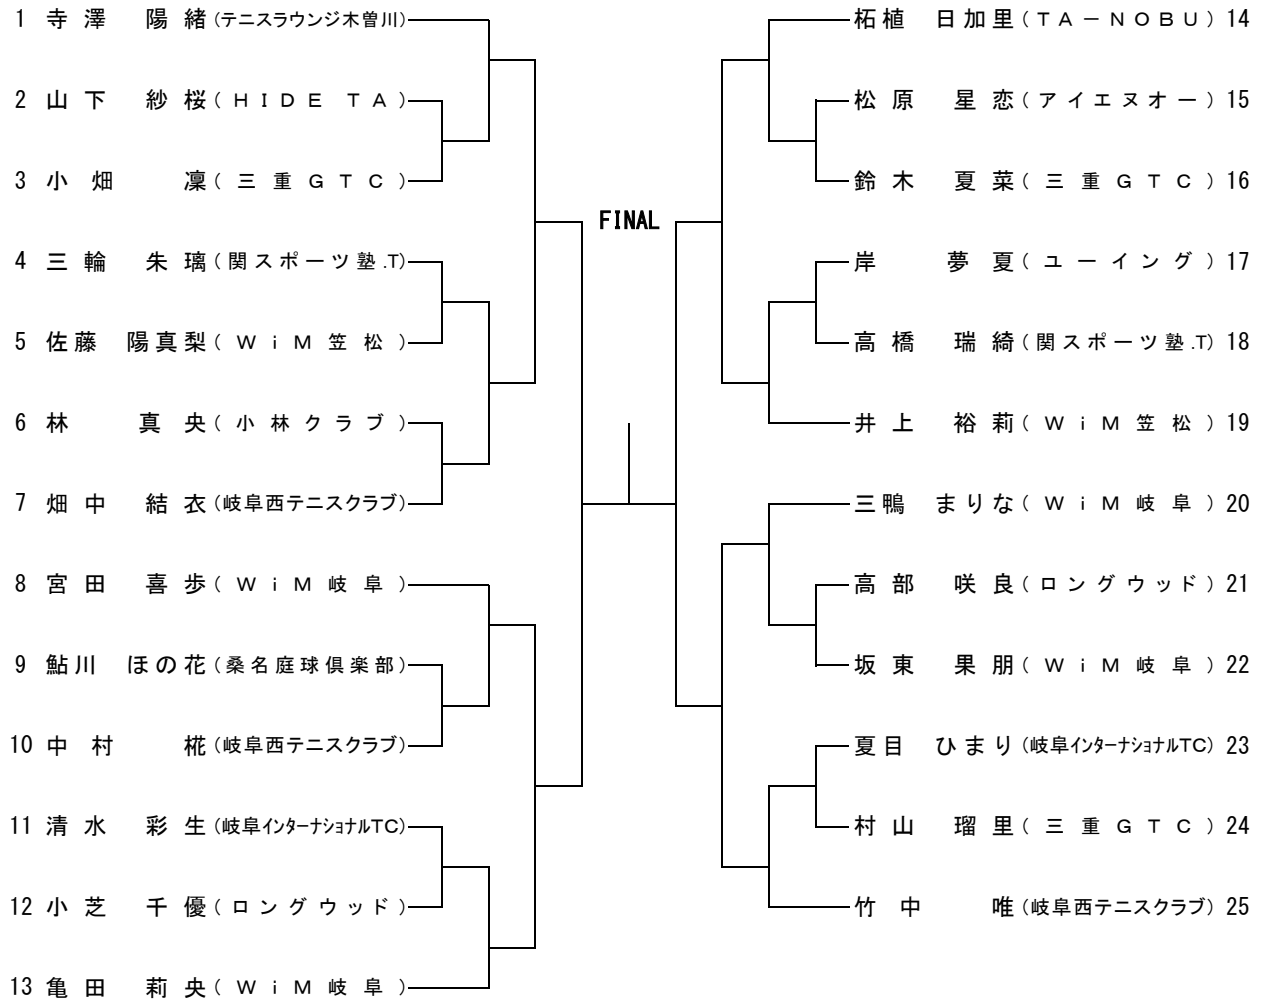 1 寺澤 陽緒(テニスラウンジ木曽川)
2 山下 紗桜(HIDE TA)
3 小畑 凜(三重GTC)
4 三輪 朱璃(関スポーツ塾.T)
5 佐藤 陽真梨(WiM笠松)
6 林 真央(小林クラブ)
7 畑中 結衣(岐阜西テニスクラブ)
8 宮田 喜歩(WiM岐阜)
9 鮎川 ほの花(桑名庭球倶楽部)
10 中村 椛(岐阜西テニスクラブ)
11 清水 彩生(岐阜インターナショナルTC)
12 小芝 千優(ロングウッド)
13 亀田 莉央(WiM岐阜)
FINAL
柘植 日加里(TA-NOBU) 14
松原 星恋(アイエヌオー) 15
鈴木 夏菜(三重GTC) 16
岸 夢夏(ユーイング) 17
高橋 瑞綺(関スポーツ塾.T) 18
井上 裕莉(WiM笠松) 19
三鴨 まりな(WiM岐阜) 20
高部 咲良(ロングウッド) 21
坂東 果朋(WiM岐阜) 22
夏目 ひまり(岐阜インターナショナルTC) 23
村山 瑠里(三重GTC) 24
竹中 唯(岐阜西テニスクラブ) 25